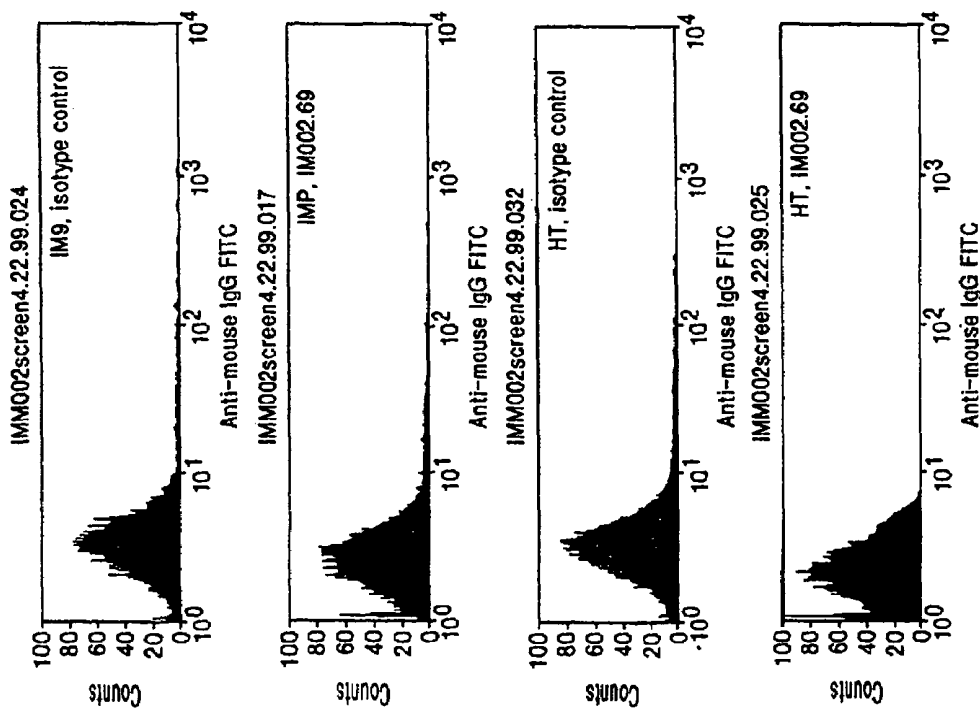 IMM002screen4.22.99.024
100
80
60
40
20
0
Counts
IM9, isotype control
10^0 10^1 10^2 10^3 10^4
Anti-mouse IgG FITC
IMM002screen4.22.99.017
100
80
60
40
20
0
Counts
IMP, IM002.69
10^0 10^1 10^2 10^3 10^4
Anti-mouse IgG FITC
IMM002screen4.22.99.032
100
80
60
40
20
0
Counts
HT, isotype control
10^0 10^1 10^2 10^3 10^4
Anti-mouse IgG FITC
IMM002screen4.22.99.025
100
80
60
40
20
0
Counts
HT, IM002.69
10^0 10^1 10^2 10^3 10^4
Anti-mouse IgG FITC